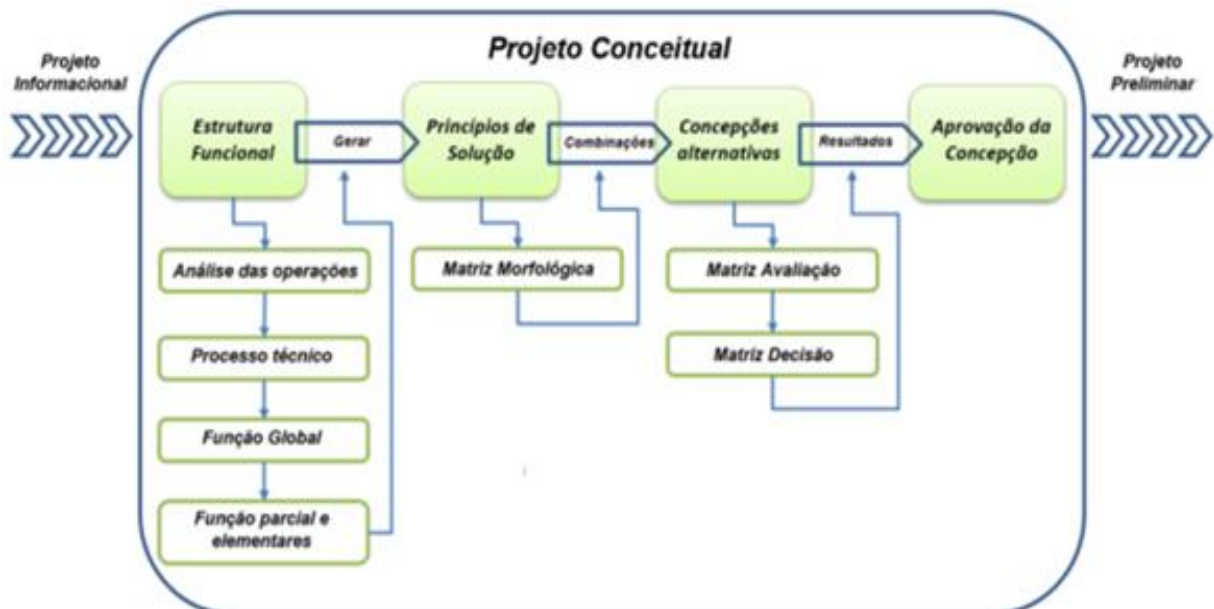 Projeto Conceitual
Projeto
Informacional
Projeto
Preliminar
Estrutura
Funcional
Gerar
Princípios de
Solução
Combinações
Concepções
alternativas
Resultados
Aprovação da
Concepção
Análise das operações
Processo técnico
Função Global
Função parcial e
elementares
Matriz Morfológica
Matriz Avaliação
Matriz Decisão